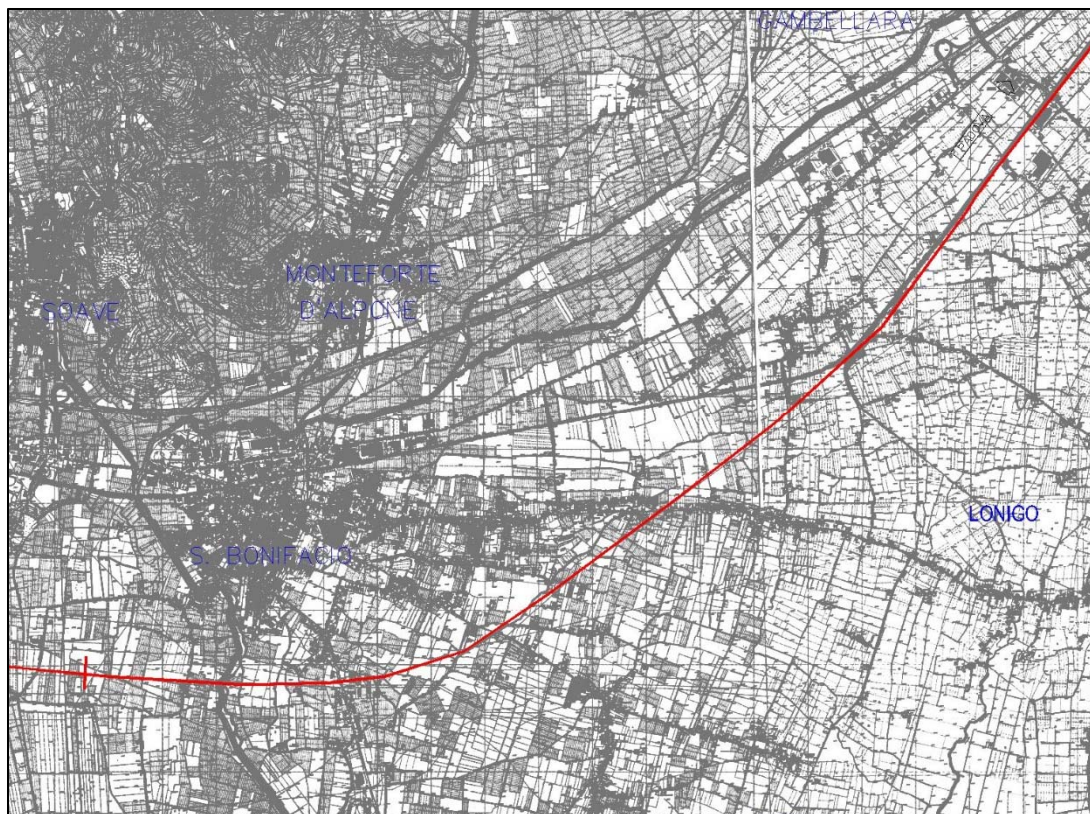 GAMBELLARA
MONTEFORTE
D'ALPONE
SOAVE
LONIGO
S. BONIFACIO